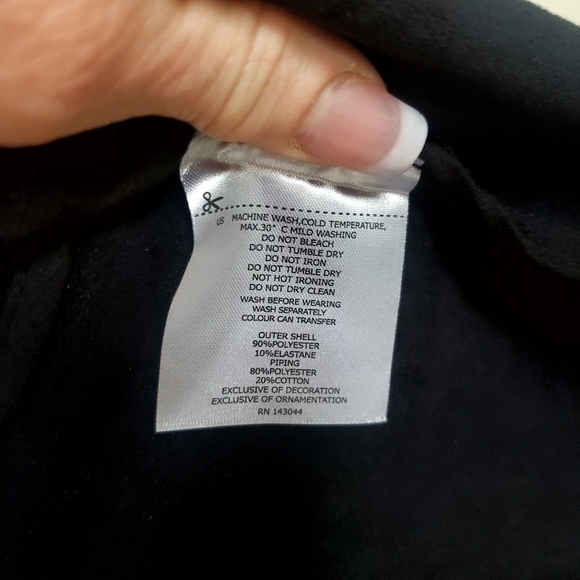 US MACHINE WASH,COLD TEMPERATURE,
MAX.30° C MILD WASHING
DO NOT BLEACH
DO NOT TUMBLE DRY
DO NOT IRON
DO NOT TUMBLE DRY
NOT HOT IRONING
DO NOT DRY CLEAN
WASH BEFORE WEARING
WASH SEPARATELY
COLOUR CAN TRANSFER
OUTER SHELL
90%POLYESTER
10%ELASTANE
PIPING
80%POLYESTER
20%COTTON
EXCLUSIVE OF DECORATION
EXCLUSIVE OF ORNAMENTATION
RN 143044